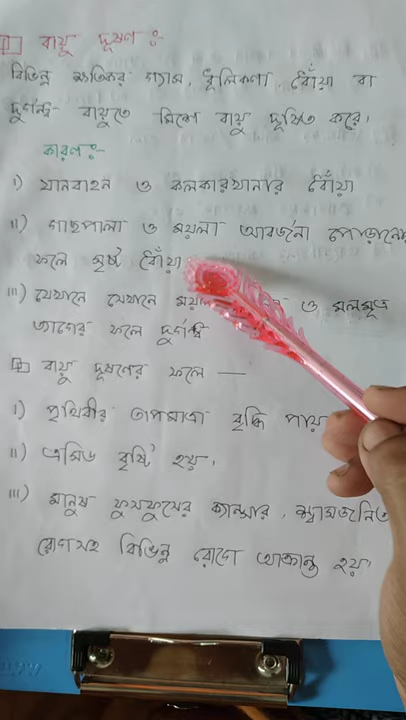 বায়ু দূষণ ঃ-
বিভিন্ন ক্ষতিকর গ্যাস, ধূলিকণা, ধোঁয়া বা
দুর্গন্ধ বায়ুতে মিশে বায়ু দূষিত করে।
কারণঃ-
i) যানবাহন ও কলকারখানার ধোঁয়া
ii) গাছপালা ও ময়লা আবর্জনা পোড়ানোর
ফলে সৃষ্ট ধোঁয়া
iii) যেখানে সেখানে ও মলমূত্র
ত্যাগের ফলে দুর্গন্ধ
বায়ু দূষণের ফলে —
i) পৃথিবীর তাপমাত্রা বৃদ্ধি পায়
ii) এসিড বৃষ্টি হয়,
iii) মানুষ ফুসফুসের ক্যান্সার, শ্বাসজনিত
রোগসহ বিভিন্ন রোগে আক্রান্ত হয়।